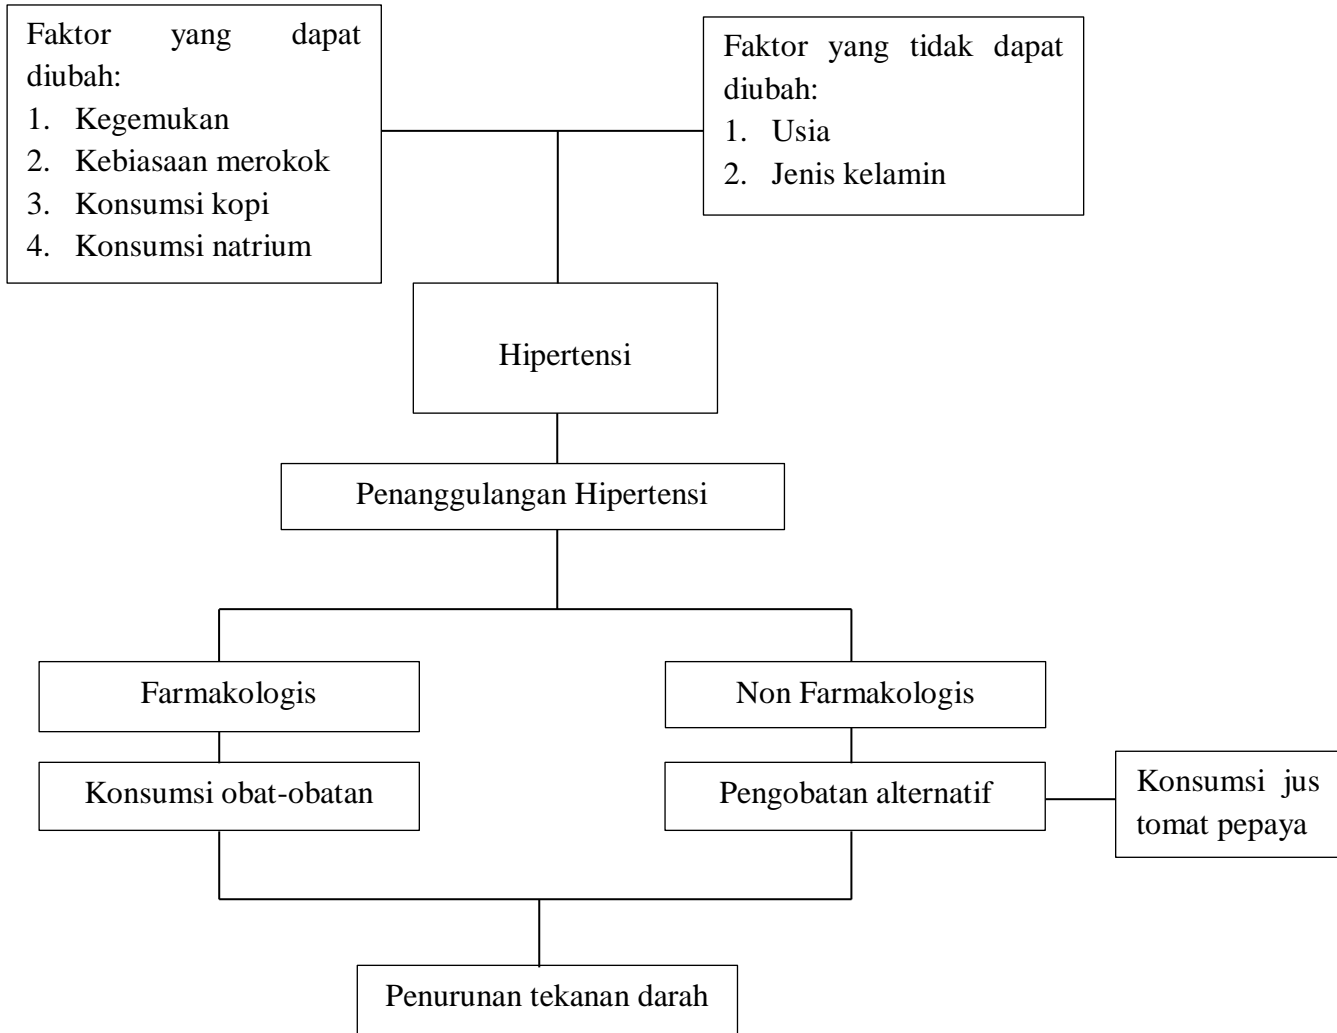 Faktor yang dapat
diubah:
1. Kegemukan
2. Kebiasaan merokok
3. Konsumsi kopi
4. Konsumsi natrium
Faktor yang tidak dapat
diubah:
1. Usia
2. Jenis kelamin
Hipertensi
Penanggulangan Hipertensi
Farmakologis
Non Farmakologis
Konsumsi obat-obatan
Pengobatan alternatif
Konsumsi jus
tomat pepaya
Penurunan tekanan darah